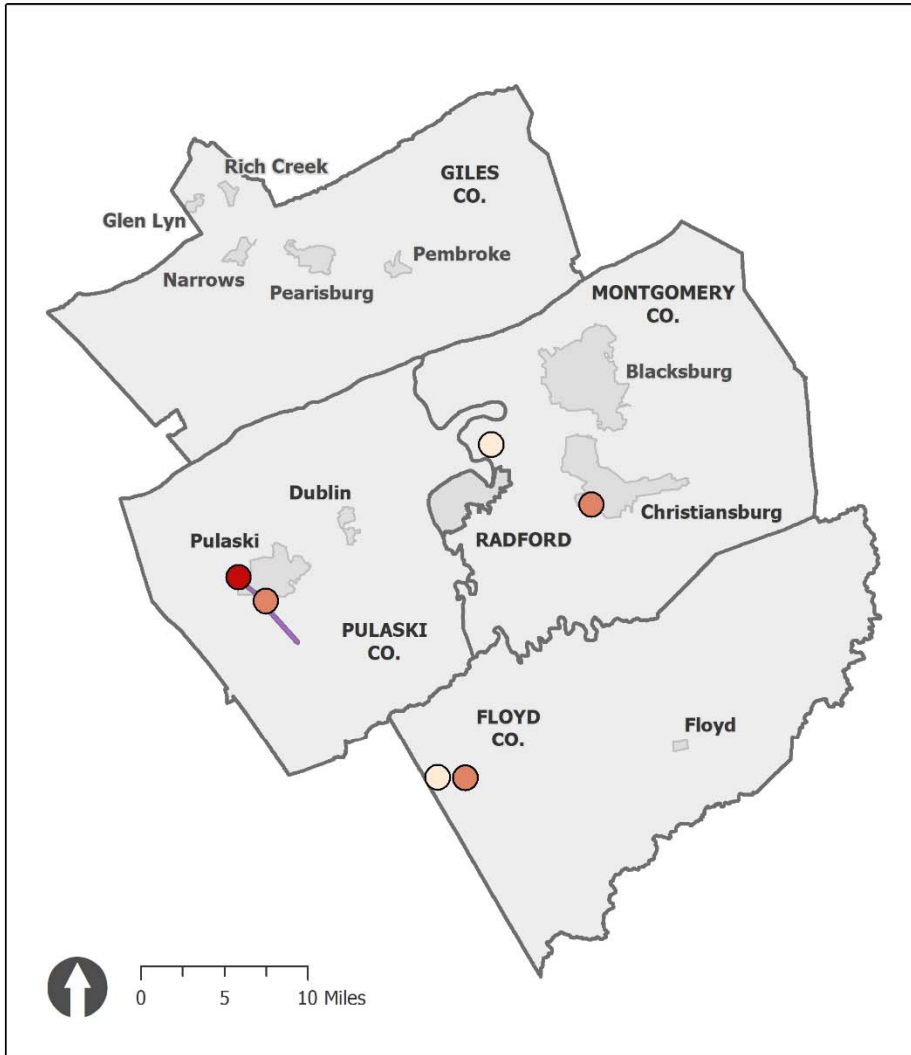 Rich Creek
GILES
CO.
Glen Lyn
Narrows
Pearisburg
Pembroke
MONTGOMERY
CO.
Blacksburg
Dublin
Pulaski
Christiansburg
RADFORD
PULASKI
CO.
FLOYD
CO.
Floyd
0 5 10 Miles